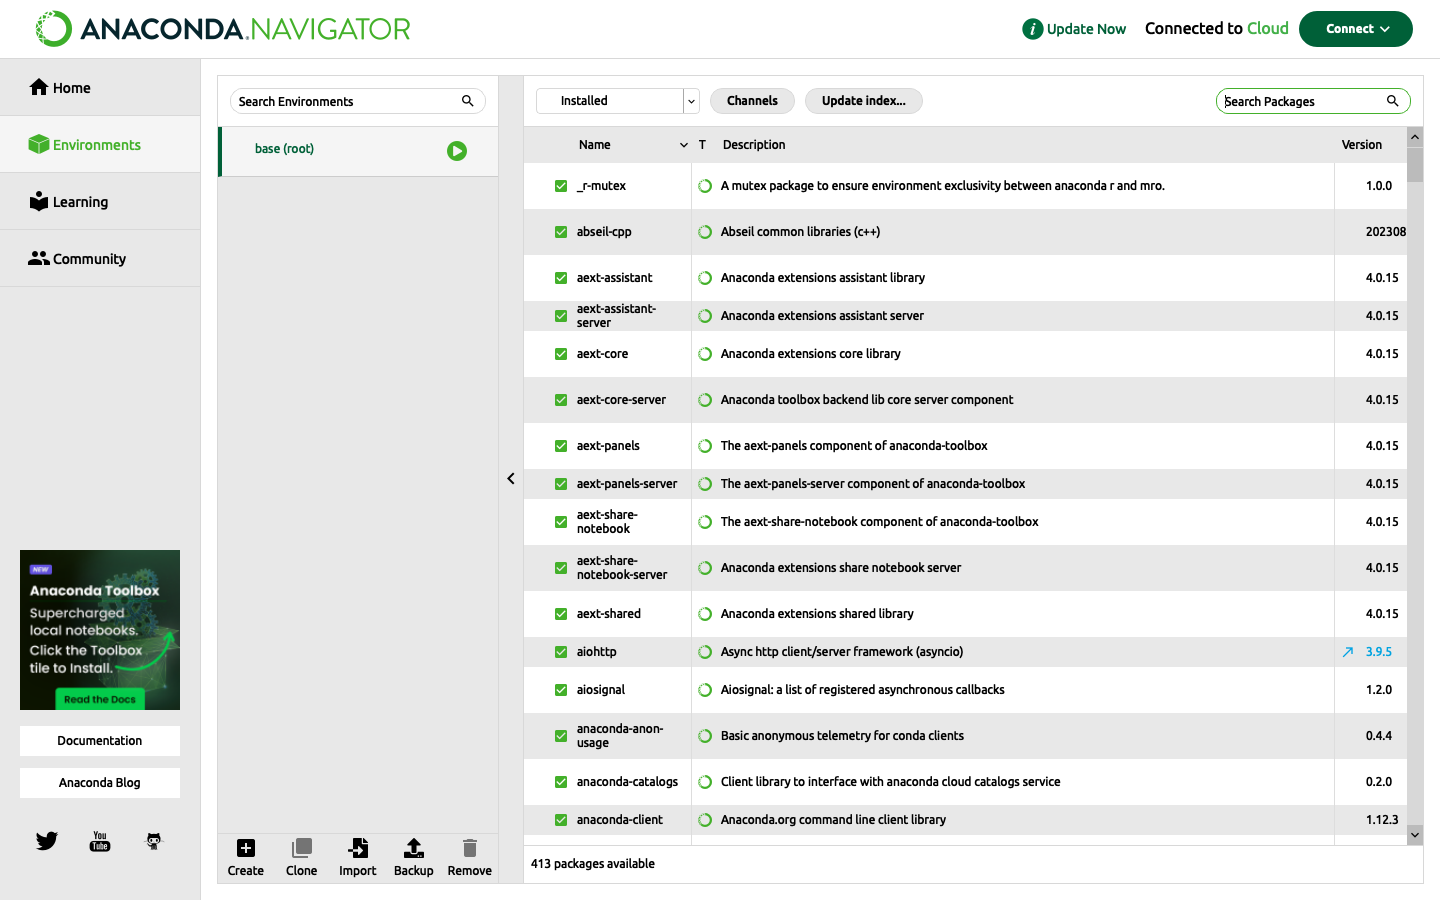 ANACONDA.NAVIGATOR
Update Now
Connected to Cloud
Connect
Home
Environments
Learning
Community
NEW
Anaconda Toolbox
Supercharged
local notebooks.
Click the Toolbox
tile to Install.
Read the Docs
Documentation
Anaconda Blog
You
Tube
Search Environments
base (root)
Create
Clone
Import
Backup
Remove
Installed
Channels
Update index...
Search Packages
Name T Description Version
_r-mutex A mutex package to ensure environment exclusivity between anaconda r and mro. 1.0.0
abseil-cpp Abseil common libraries (c++) 202308
aext-assistant Anaconda extensions assistant library 4.0.15
aext-assistant-
server Anaconda extensions assistant server 4.0.15
aext-core Anaconda extensions core library 4.0.15
aext-core-server Anaconda toolbox backend lib core server component 4.0.15
aext-panels The aext-panels component of anaconda-toolbox 4.0.15
aext-panels-server The aext-panels-server component of anaconda-toolbox 4.0.15
aext-share-
notebook The aext-share-notebook component of anaconda-toolbox 4.0.15
aext-share-
notebook-server Anaconda extensions share notebook server 4.0.15
aext-shared Anaconda extensions shared library 4.0.15
aiohttp Async http client/server framework (asyncio) 3.9.5
aiosignal Aiosignal: a list of registered asynchronous callbacks 1.2.0
anaconda-anon-
usage Basic anonymous telemetry for conda clients 0.4.4
anaconda-catalogs Client library to interface with anaconda cloud catalogs service 0.2.0
anaconda-client Anaconda.org command line client library 1.12.3
413 packages available